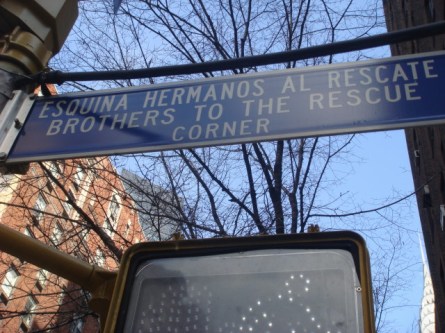 ESQUINA HERMANOS AL RESCATE
BROTHERS TO THE RESCUE
CORNER